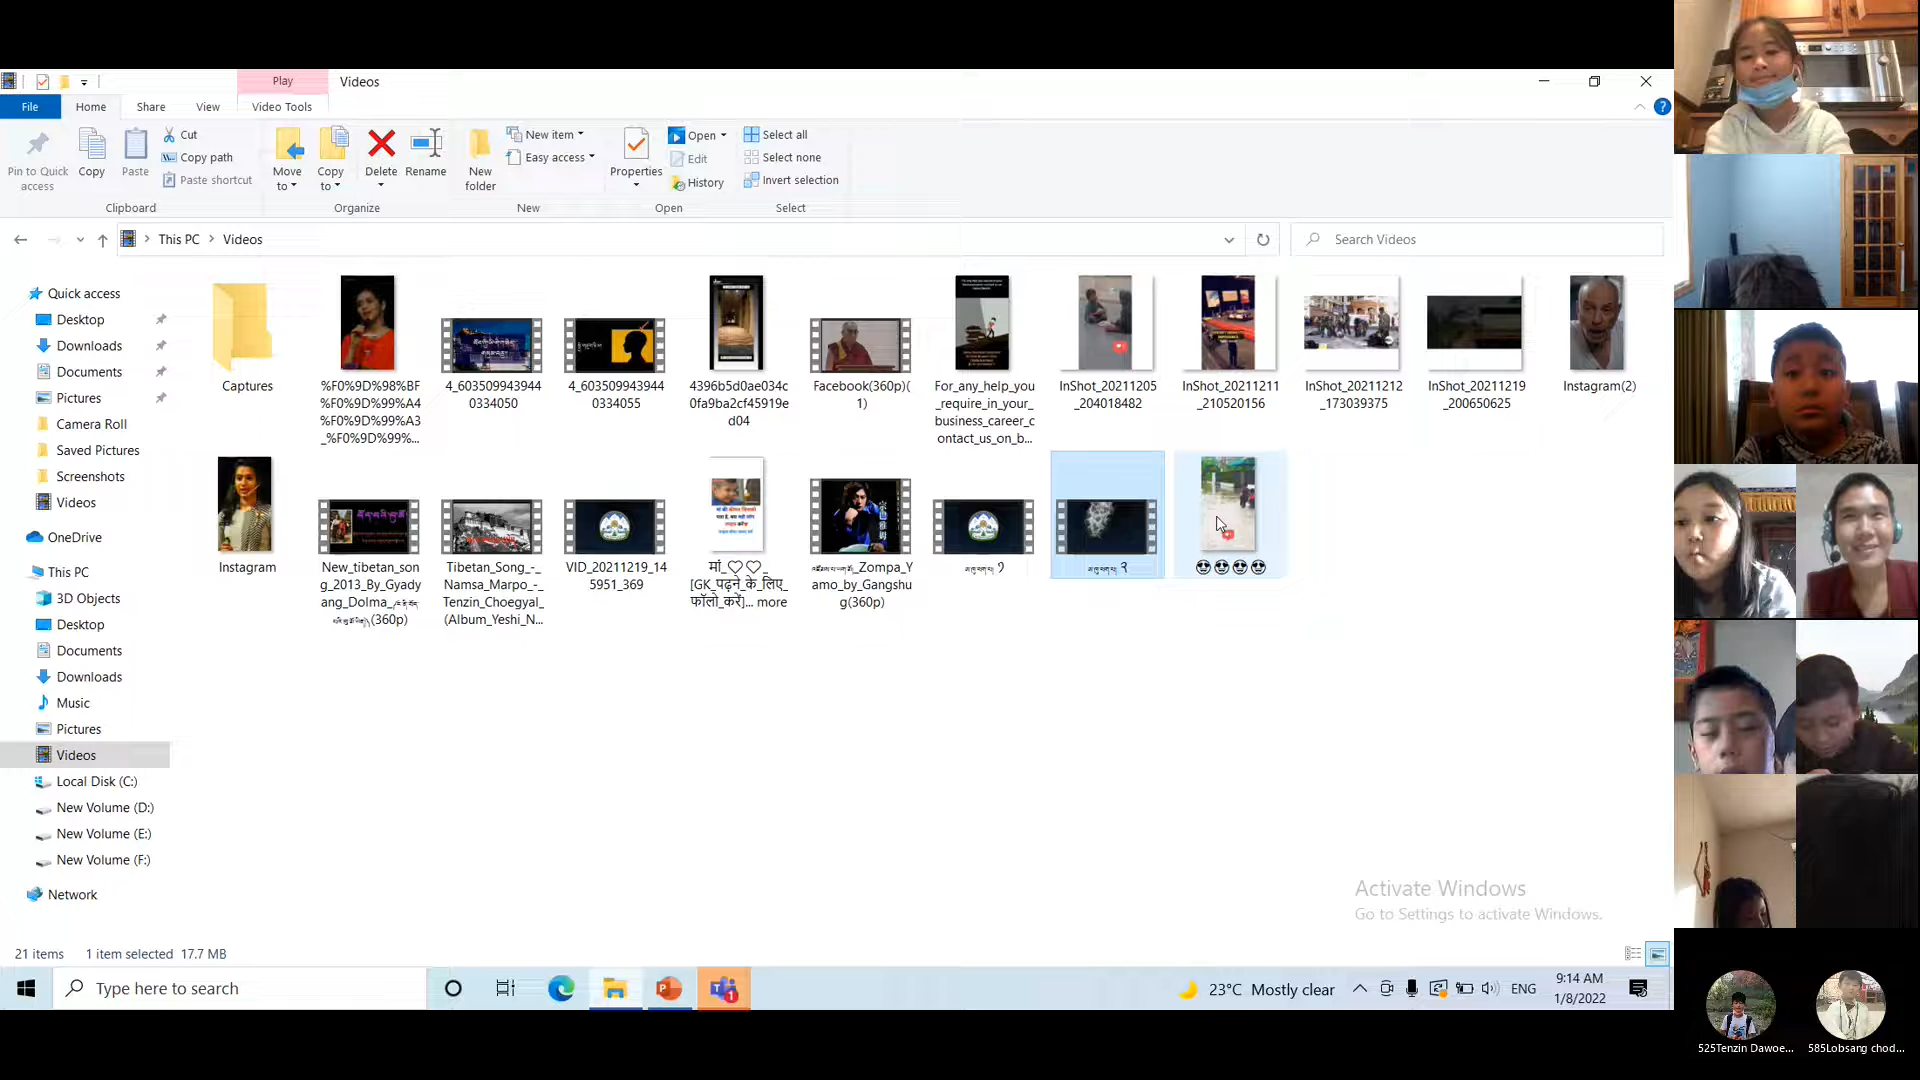 Play
Videos
File
Home
Share
View
Video Tools
Pin to Quick access
Copy
Paste
Cut
Copy path
Paste shortcut
Move to
Copy to
Delete
Rename
New folder
New item
Easy access
Properties
Open
Edit
History
Select all
Select none
Invert selection
Clipboard
Organize
New
Open
Select
This PC
Videos
Search Videos
Quick access
Desktop
Downloads
Documents
Pictures
Camera Roll
Saved Pictures
Screenshots
Videos
OneDrive
This PC
3D Objects
Desktop
Documents
Downloads
Music
Pictures
Videos
Local Disk (C:)
New Volume (D:)
New Volume (E:)
New Volume (F:)
Network
Captures
%F0%9D%98%BF
%F0%9D%99%A4
%F0%9D%99%A3
_%F0%9D%99%...
4_603509943944
0334050
4_603509943944
0334055
4396b5d0ae034c
0fa9ba2cf45919e
d04
Facebook(360p)(
1)
For_any_help_you
_require_in_your_
business_career_c
ontact_us_on_b...
InShot_20211205
_204018482
InShot_20211211
_210520156
InShot_20211212
_173039375
InShot_20211219
_200650625
Instagram(2)
Instagram
New_tibetan_son
g_2013_By_Gyady
ang_Dolma_
(360p)
Tibetan_Song_-_
Namsa_Marpo_-_
Tenzin_Choegyal_
(Album_Yeshi_N...
VID_20211219_14
5951_369
मां_♡♡_
[GK_पढ़ने_के_लिए_
फॉलो_करें]... more
_Zompa_Y
amo_by_Gangshu
g(360p)
Activate Windows
Go to Settings to activate Windows.
21 items
1 item selected 17.7 MB
Type here to search
23°C Mostly clear
ENG
9:14 AM
1/8/2022
525Tenzin Dawoe...
585Lobsang chod...